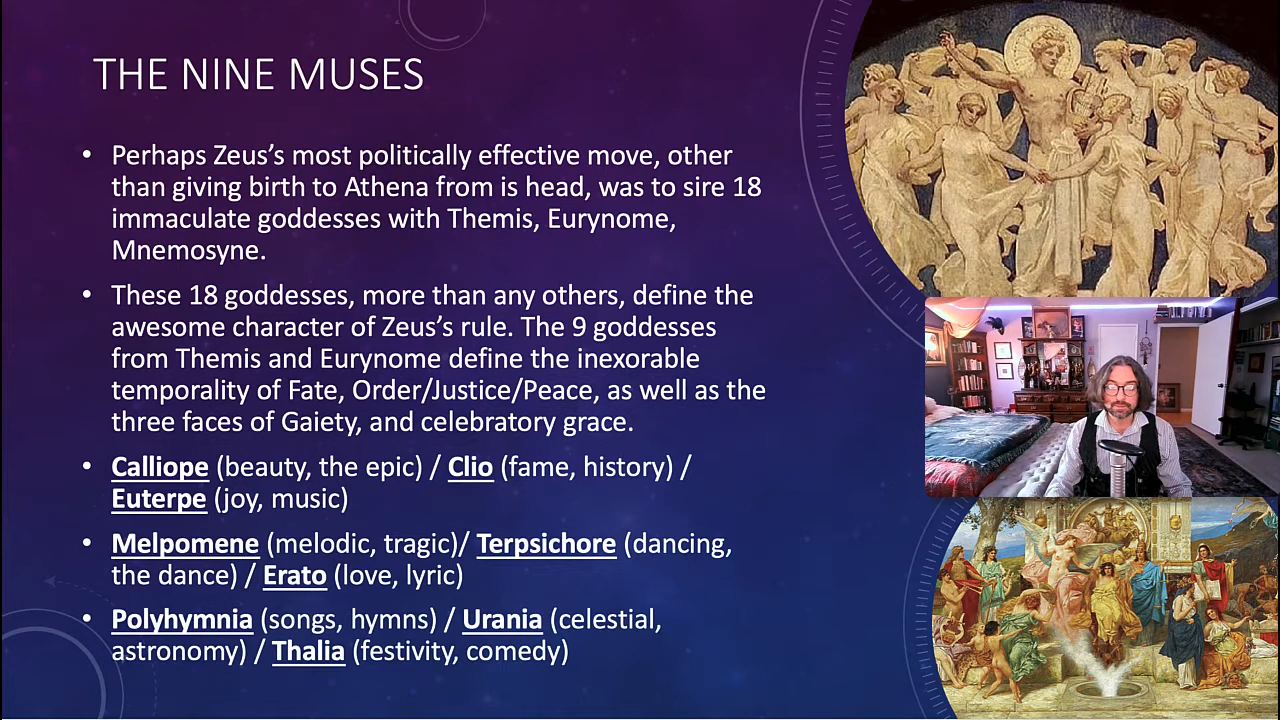 THE NINE MUSES
• Perhaps Zeus’s most politically effective move, other
than giving birth to Athena from is head, was to sire 18
immaculate goddesses with Themis, Eurynome,
Mnemosyne.
• These 18 goddesses, more than any others, define the
awesome character of Zeus’s rule. The 9 goddesses
from Themis and Eurynome define the inexorable
temporality of Fate, Order/Justice/Peace, as well as the
three faces of Gaiety, and celebratory grace.
• Calliope (beauty, the epic) / Clio (fame, history) /
Euterpe (joy, music)
• Melpomene (melodic, tragic)/ Terpsichore (dancing,
the dance) / Erato (love, lyric)
• Polyhymnia (songs, hymns) / Urania (celestial,
astronomy) / Thalia (festivity, comedy)